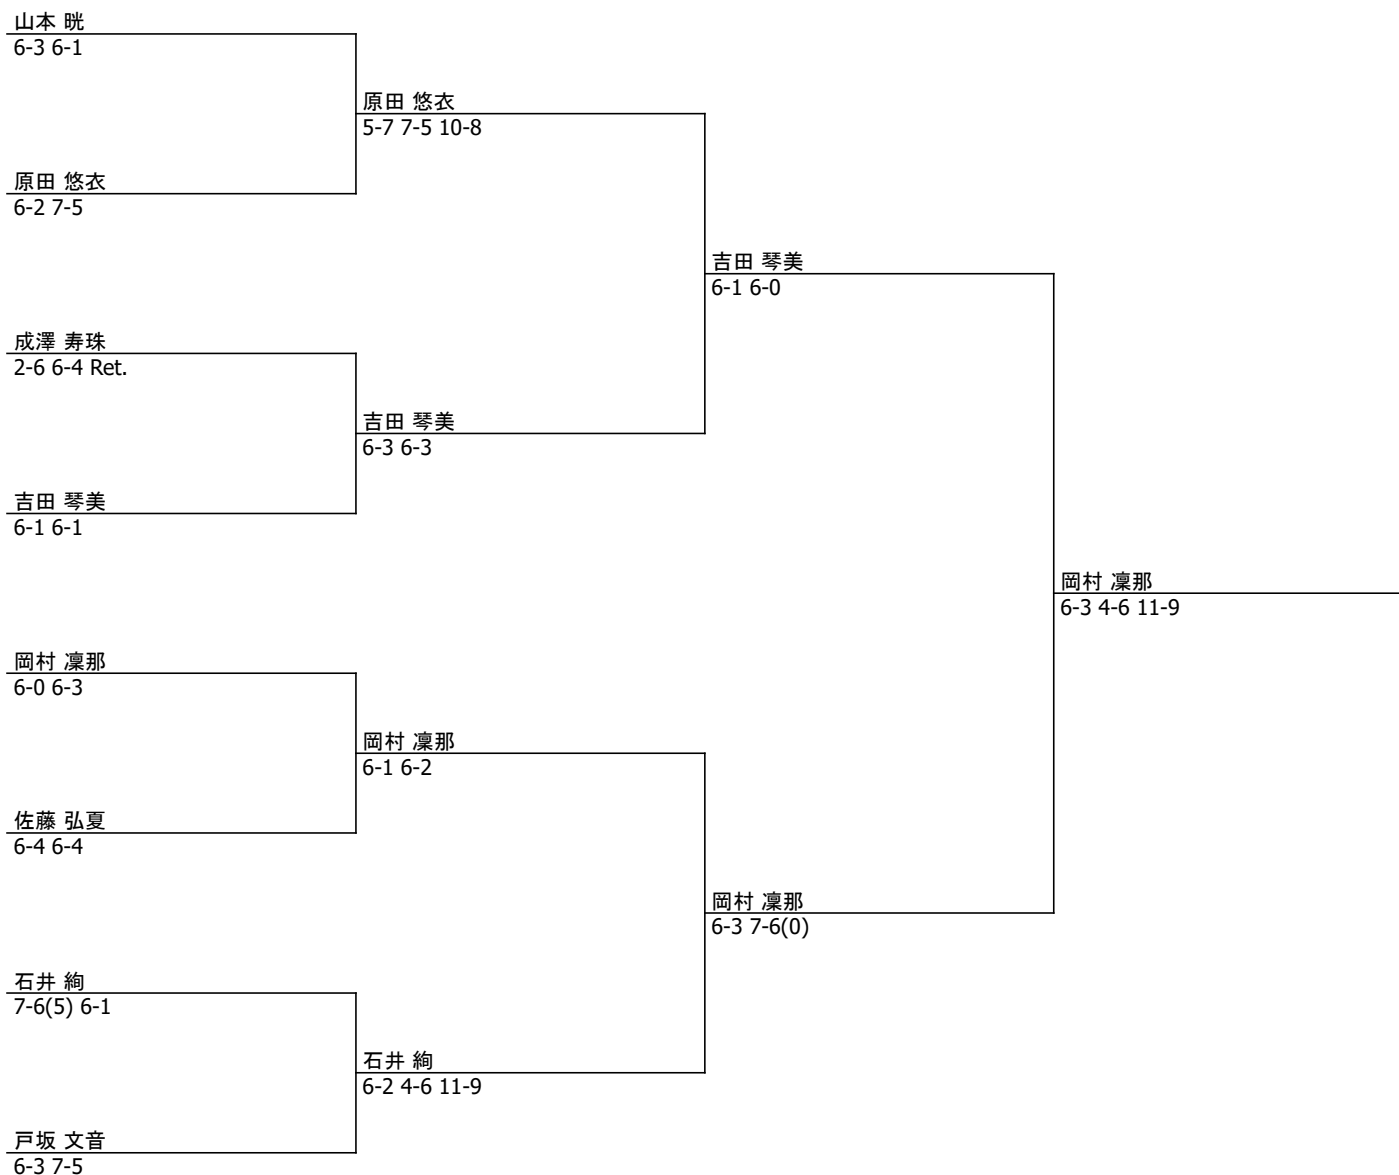 山本 晄
6-3 6-1
原田 悠衣
5-7 7-5 10-8
原田 悠衣
6-2 7-5
吉田 琴美
6-1 6-0
成澤 寿珠
2-6 6-4 Ret.
吉田 琴美
6-3 6-3
吉田 琴美
6-1 6-1
岡村 凜那
6-3 4-6 11-9
岡村 凜那
6-0 6-3
岡村 凜那
6-1 6-2
佐藤 弘夏
6-4 6-4
岡村 凜那
6-3 7-6(0)
石井 絢
7-6(5) 6-1
石井 絢
6-2 4-6 11-9
戸坂 文音
6-3 7-5